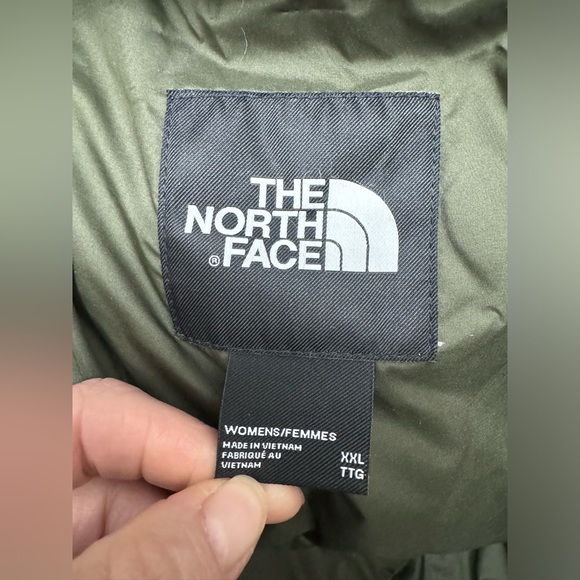 THE
NORTH
® FACE
WOMENS/FEMMES
MADE IN VIETNAM
FABRIQUÉ AU
VIETNAM
XXL
TTG